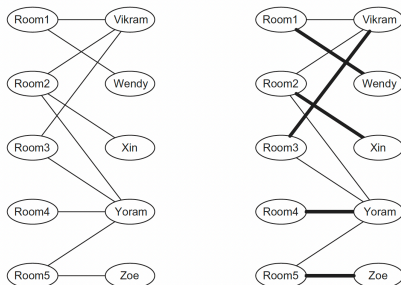 Room1 Vikram Room1 Vikram
Wendy Wendy
Room2 Room2
Room3 Xin Room3 Xin
Room4 Yoram Room4 Yoram
Room5 Zoe Room5 Zoe